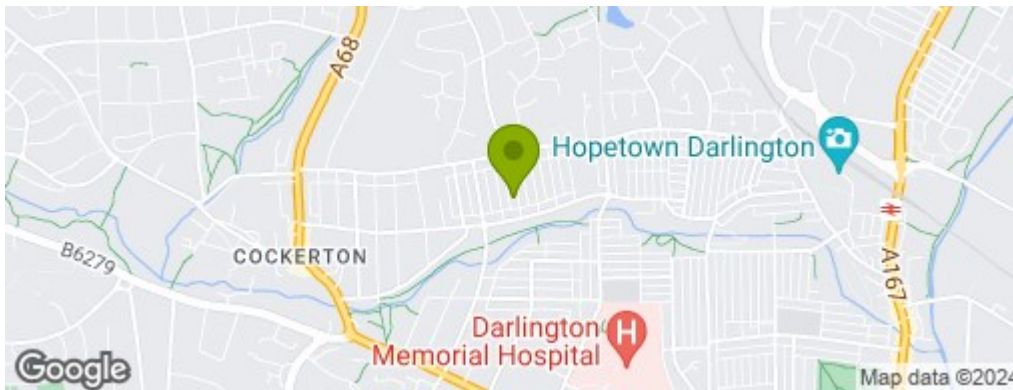 A68
Hopetown Darlington
COCKERTON
B6279
A167
Darlington
Memorial Hospital
H
Google
Map data ©2024